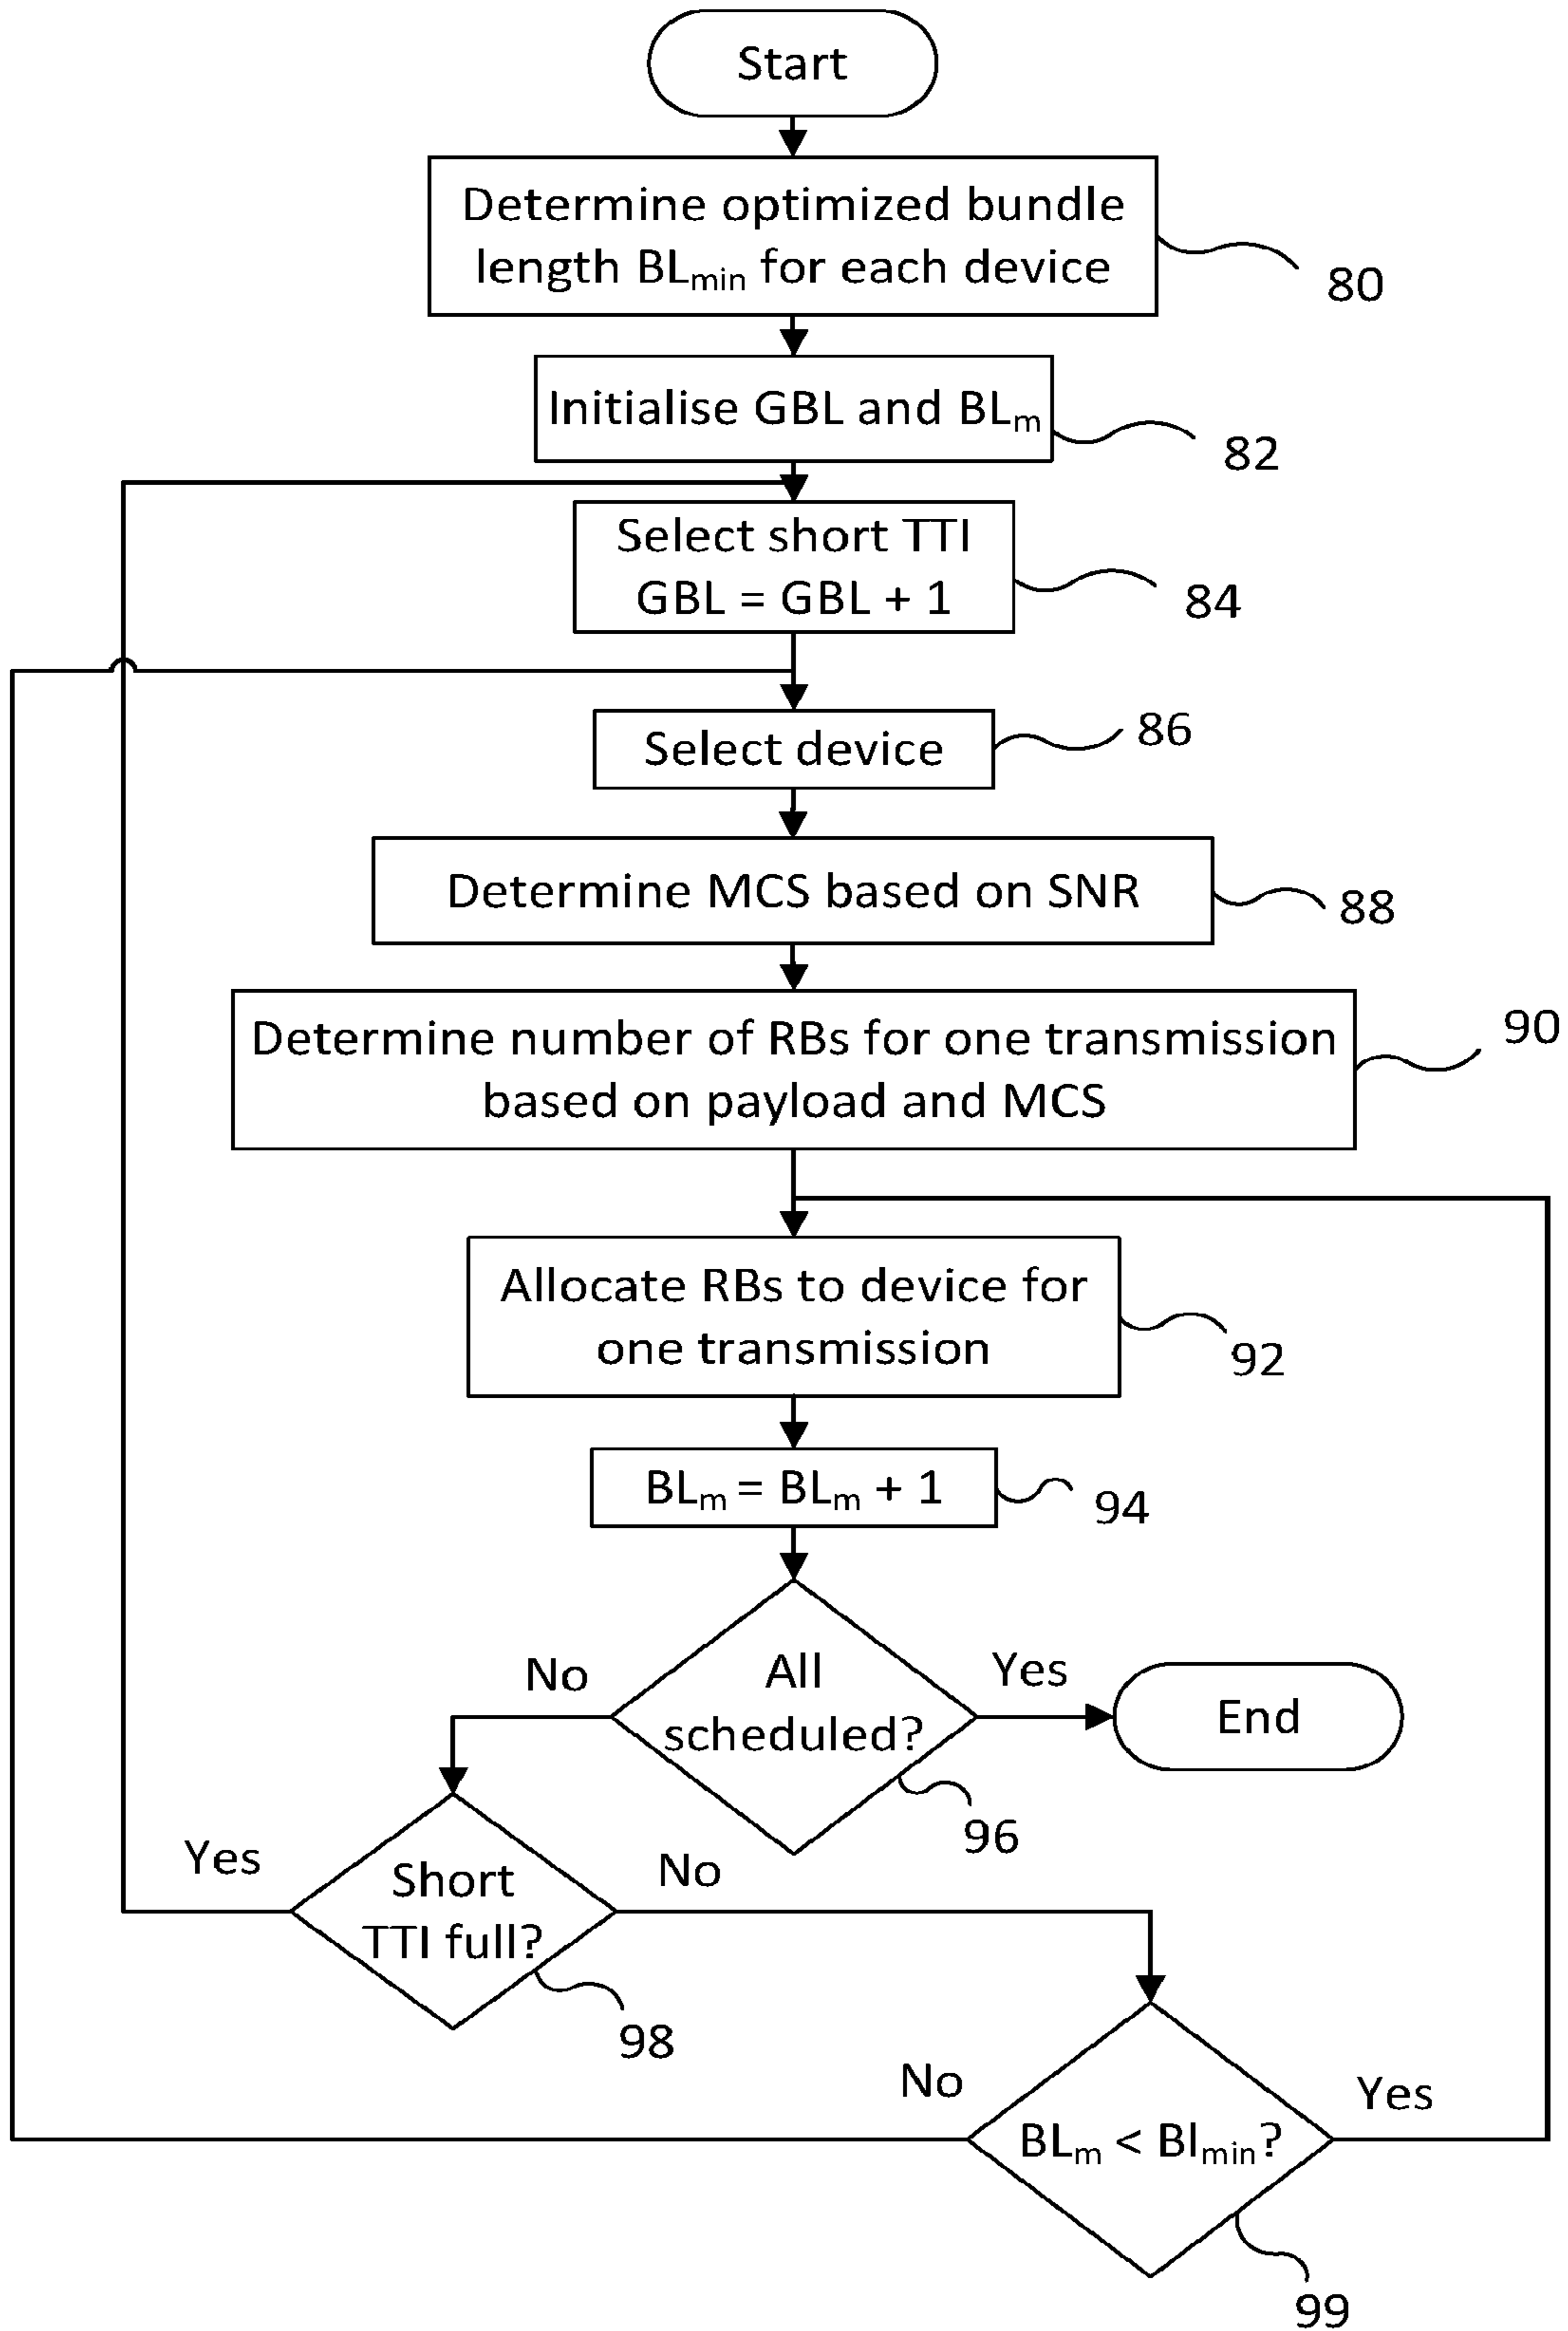 Start
Determine optimized bundle
length BLmin for each device
80
Initialise GBL and BLm
82
Select short TTI
GBL = GBL + 1
84
Select device
86
Determine MCS based on SNR
88
Determine number of RBs for one transmission
based on payload and MCS
90
Allocate RBs to device for
one transmission
92
BLm = BLm + 1
94
No
All
scheduled?
Yes
End
96
Yes
Short
TTI full?
No
98
No
BLm < Blmin?
Yes
99